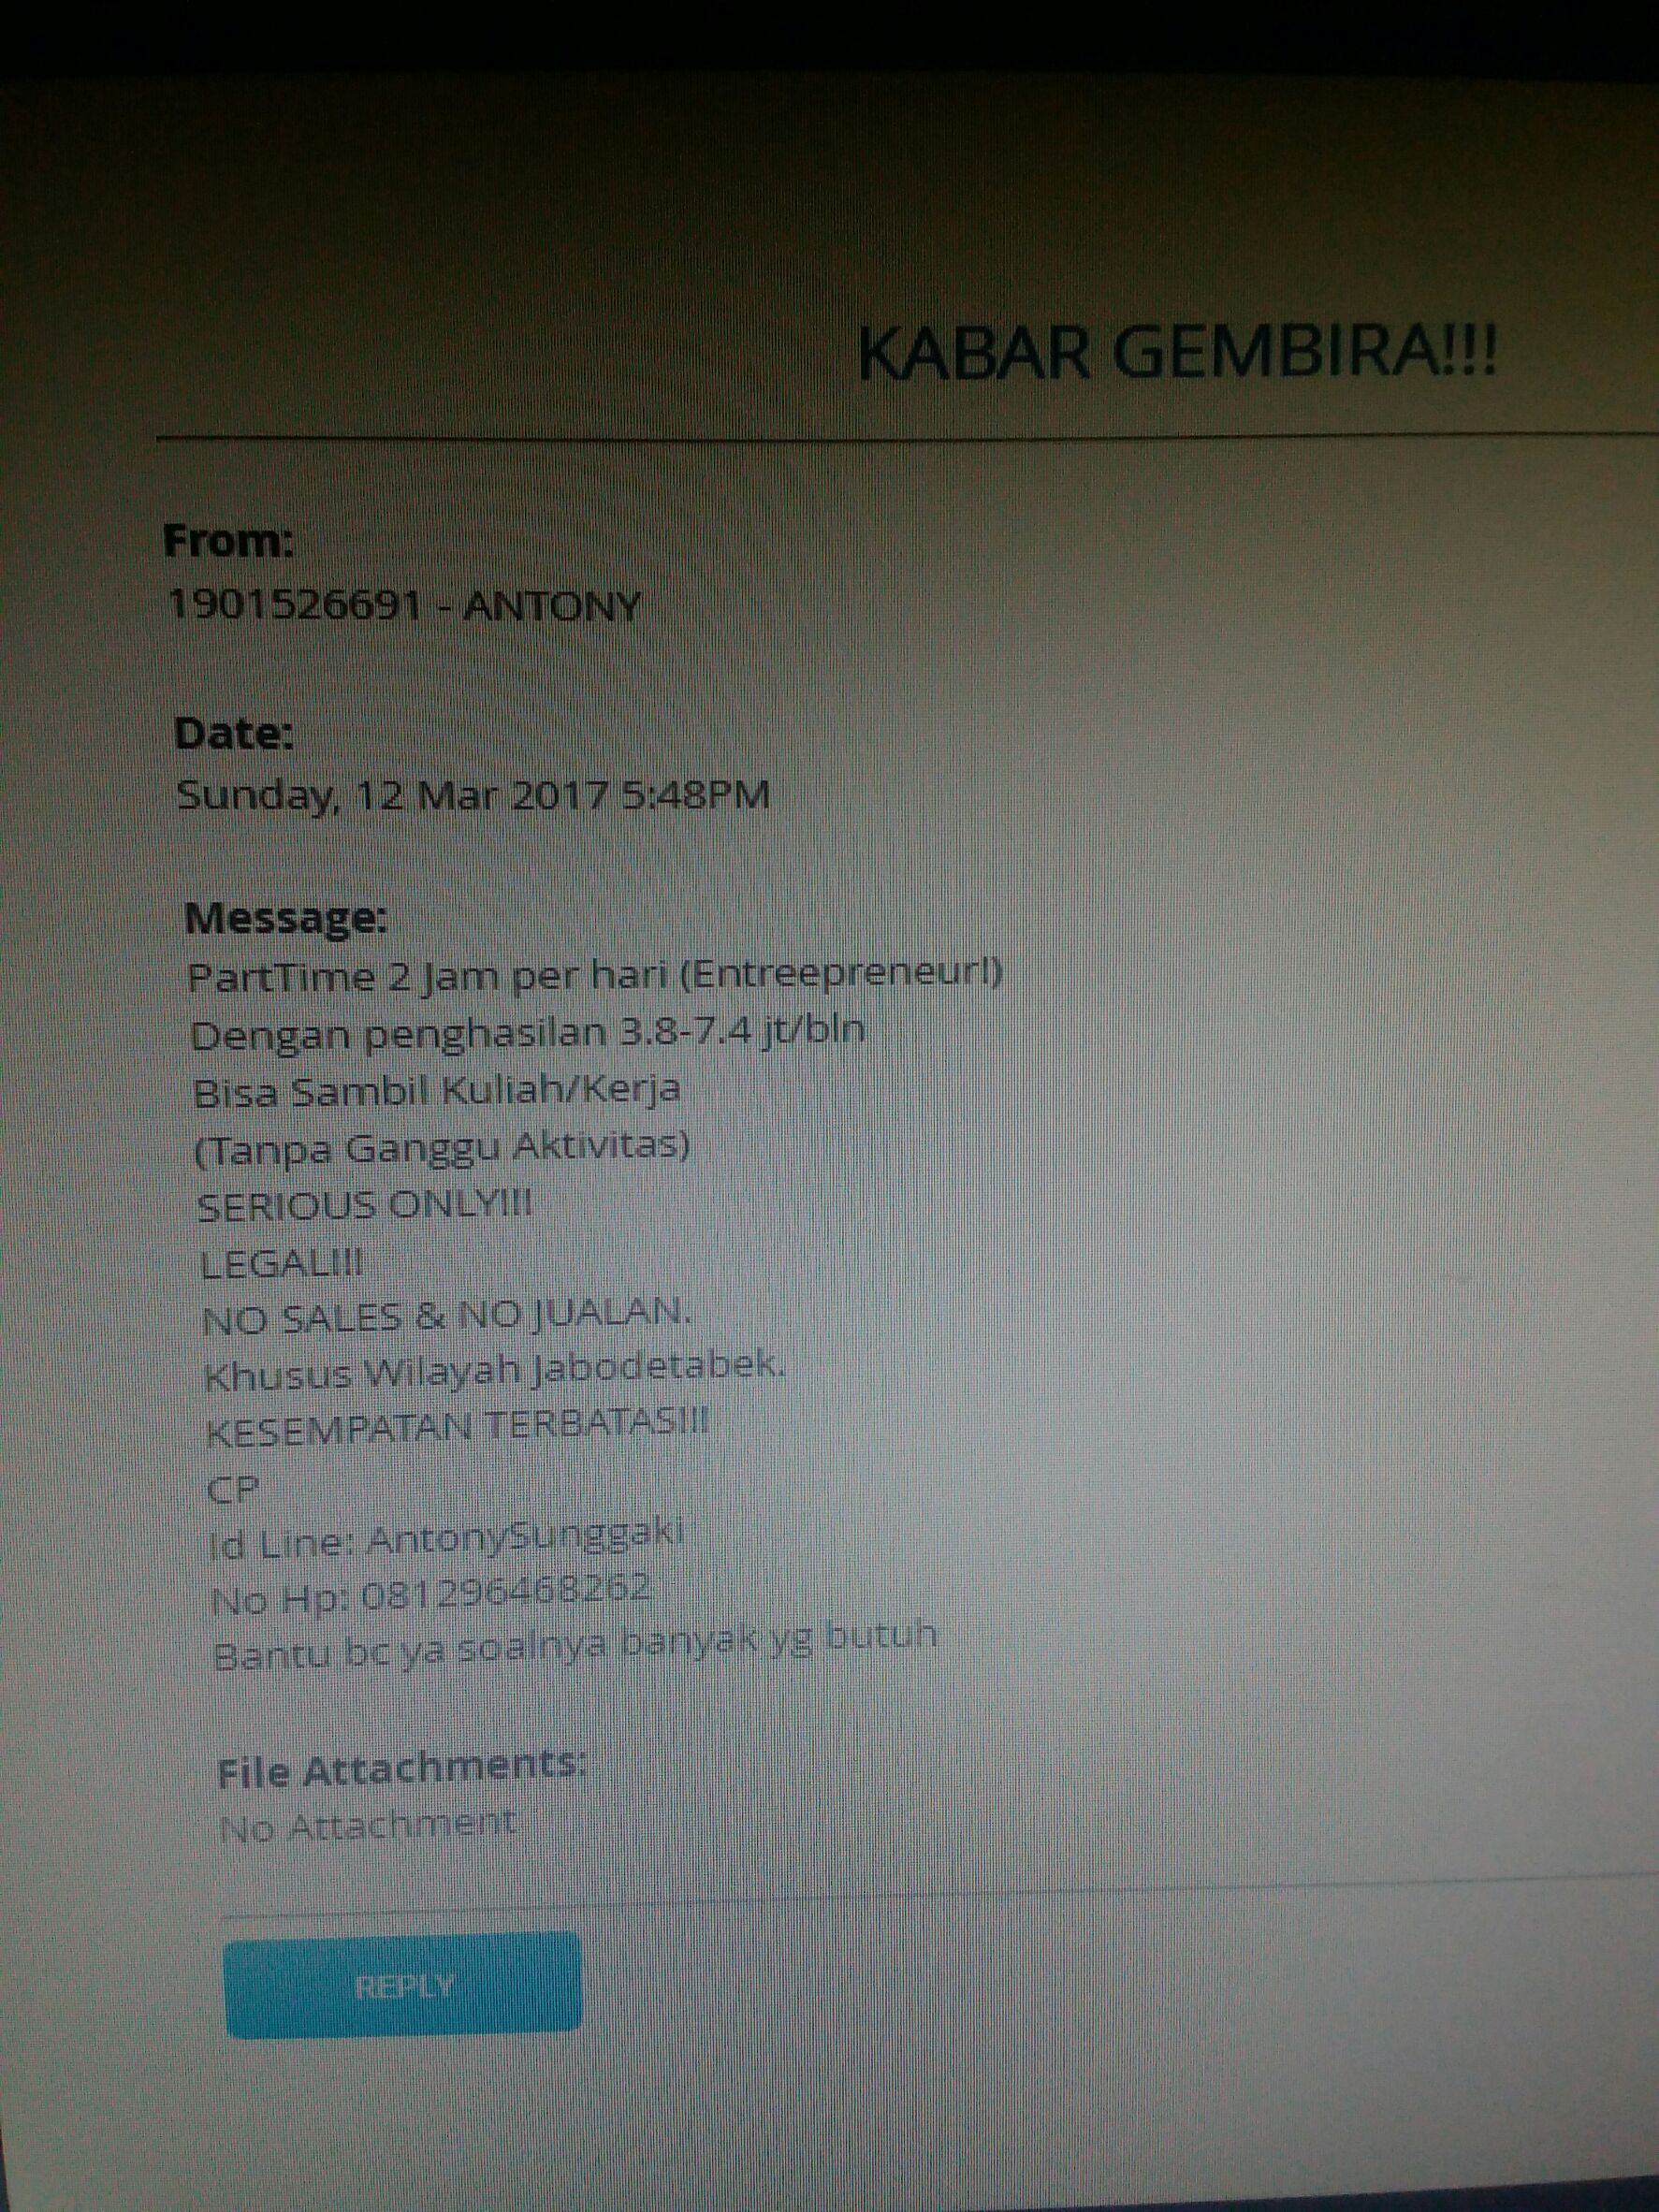 KABAR GEMBIRA!!!
From:
1901526691 - ANTONY
Date:
Sunday, 12 Mar 2017 5:48PM
Message:
PartTime 2 Jam per hari (Entreepreneur!)
Dengan penghasilan 3.8-7.4 jt/bln
Bisa Sambil Kuliah/Kerja
(Tanpa Ganggu Aktivitas)
SERIOUS ONLY!!!
LEGAL!!!
NO SALES & NO JUALAN.
Khusus Wilayah Jabodetabek.
KESEMPATAN TERBATAS!!!
CP
Id Line: AntonySunggaki
No Hp: 081296468262
Bantu bc ya soalnya banyak yg butuh
File Attachments:
No Attachment
REPLY